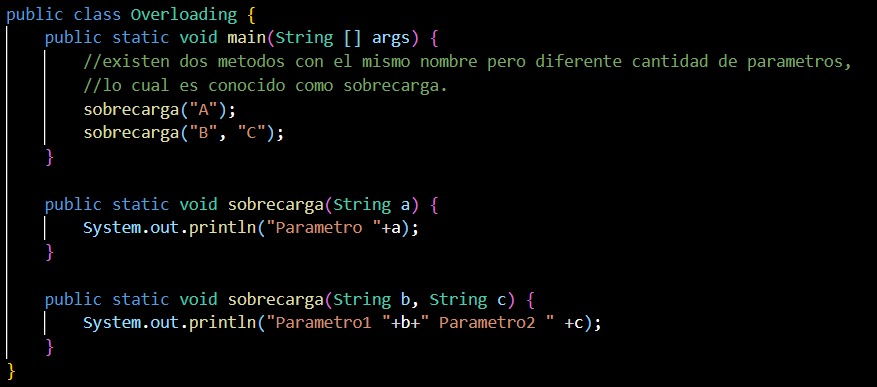 public class Overloading {
public static void main(String [] args) {
//existen dos metodos con el mismo nombre pero diferente cantidad de parametros,
//lo cual es conocido como sobrecarga.
sobrecarga("A");
sobrecarga("B", "C");
}
public static void sobrecarga(String a) {
System.out.println("Parametro "+a);
}
public static void sobrecarga(String b, String c) {
System.out.println("Parametro1 "+b+" Parametro2 " +c);
}
}